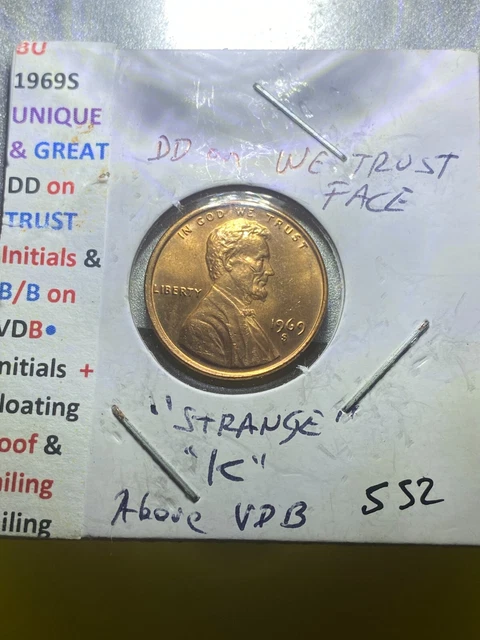 BU
1969S
UNIQUE
& GREAT
DD on
TRUST
Initials &
B/B on
VDB•
nitials +
loating
oof &
ailing
iling
DD on WE TRUST
FACE
IN GOD WE TRUST
LIBERTY
1969
S
"STRANGE"
"K"
Above VDB
552